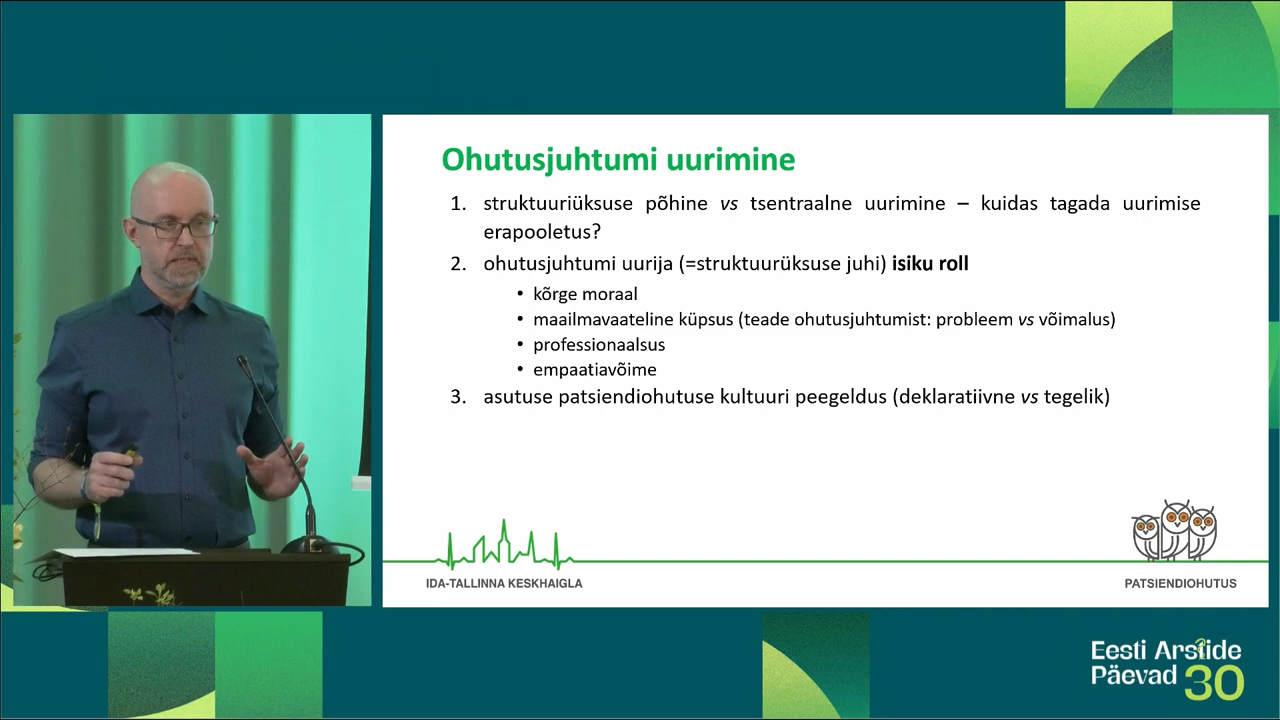 Ohutusjuhtumi uurimine
1. struktuuriüksuse põhine vs tsentraalne uurimine – kuidas tagada uurimise
erapooletus?
2. ohutusjuhtumi uurija (=struktuurüksuse juhi) isiku roll
• kõrge moraal
• maailmavaateline küpsus (teade ohutusjuhtumist: probleem vs võimalus)
• professionaalsus
• empaatiavõime
3. asutuse patsiendiohutuse kultuuri peegeldus (deklaratiivne vs tegelik)
IDA-TALLINNA KESKHAIGLA
PATSIENDIOHUTUS
Eesti Arstide
Päevad 30